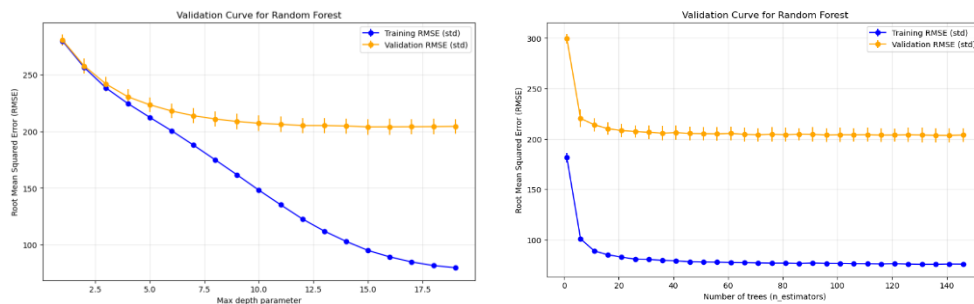 Validation Curve for Random Forest
Training RMSE (std)
Validation RMSE (std)
Root Mean Squared Error (RMSE)
250
200
150
100
2.5 5.0 7.5 10.0 12.5 15.0 17.5
Max depth parameter
Validation Curve for Random Forest
Training RMSE (std)
Validation RMSE (std)
Root Mean Squared Error (RMSE)
300
250
200
150
100
0 20 40 60 80 100 120 140
Number of trees (n_estimators)